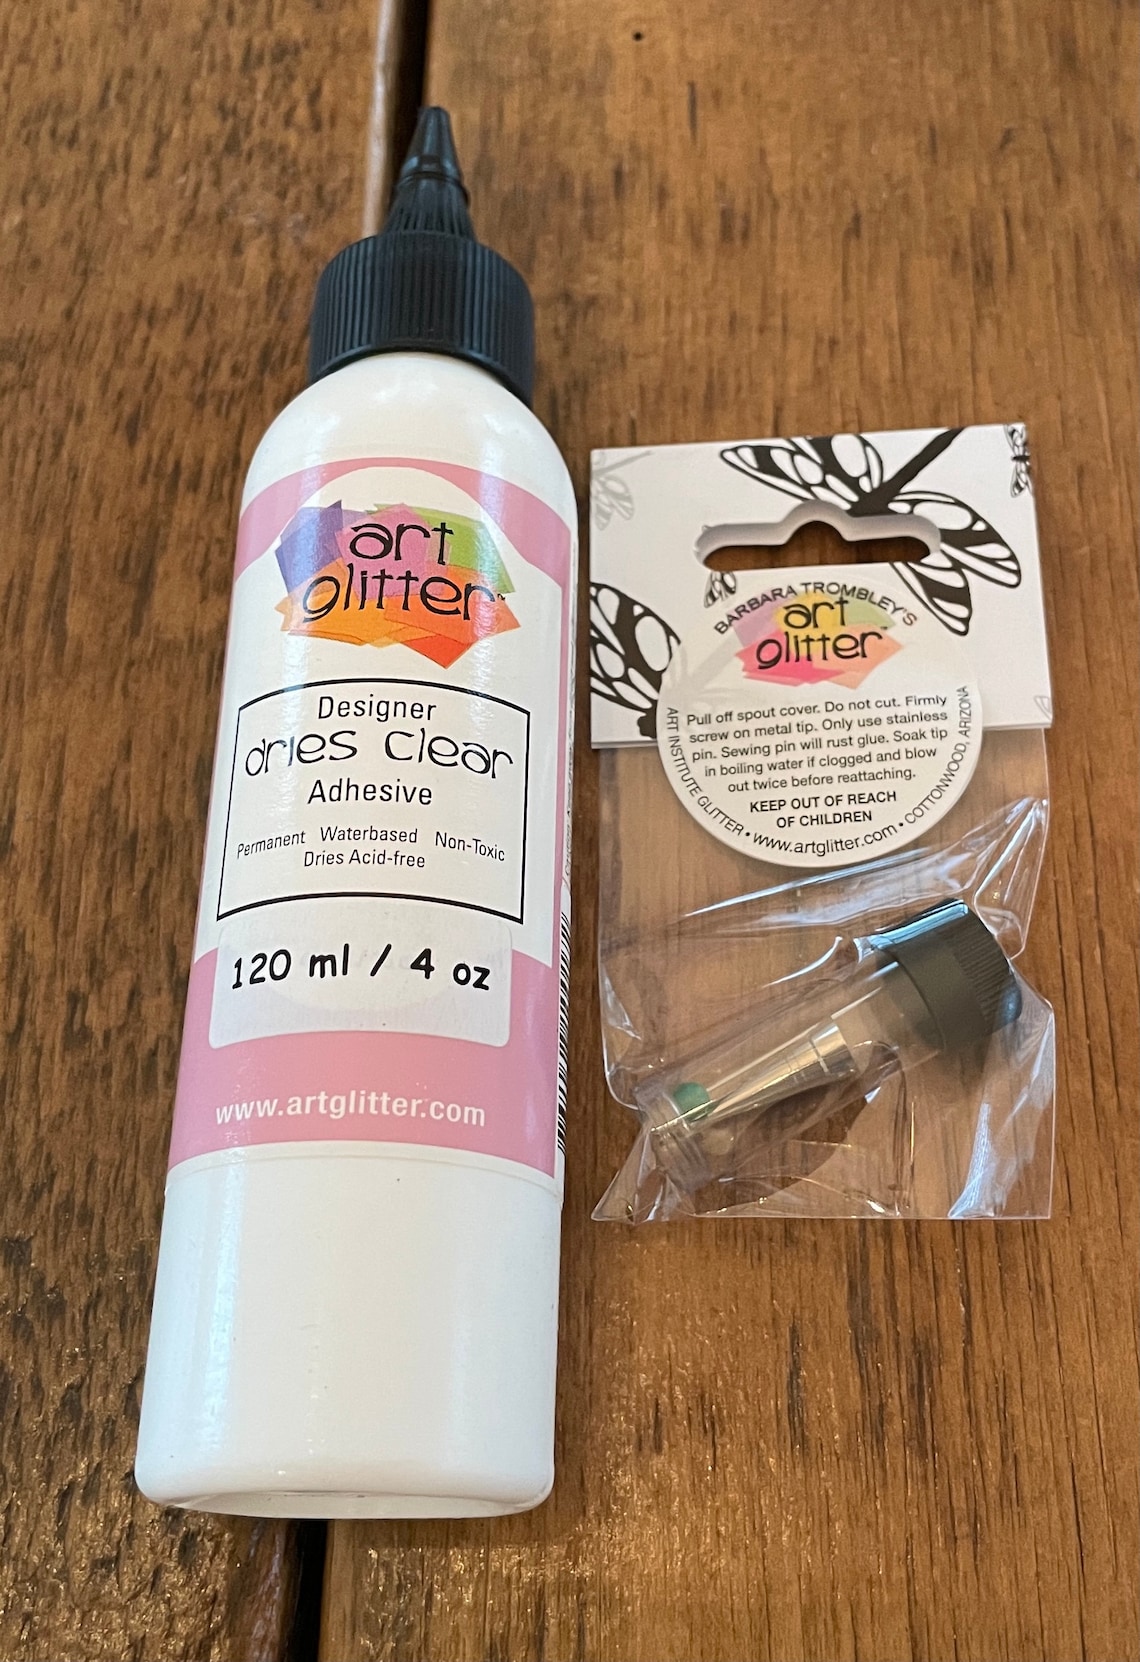 art
glitter
Designer
dries clear
Adhesive
Permanent Waterbased Non-Toxic
Dries Acid-free
120 ml / 4 oz
www.artglitter.com
BARBARA TROMBLEY'S
art
glitter™
Pull off spout cover. Do not cut. Firmly
screw on metal tip. Only use stainless
pin. Sewing pin will rust glue. Soak tip
in boiling water if clogged and blow
out twice before reattaching.
KEEP OUT OF REACH
OF CHILDREN
ART INSTITUTE GLITTER • www.artglitter.com • COTTONWOOD, ARIZONA